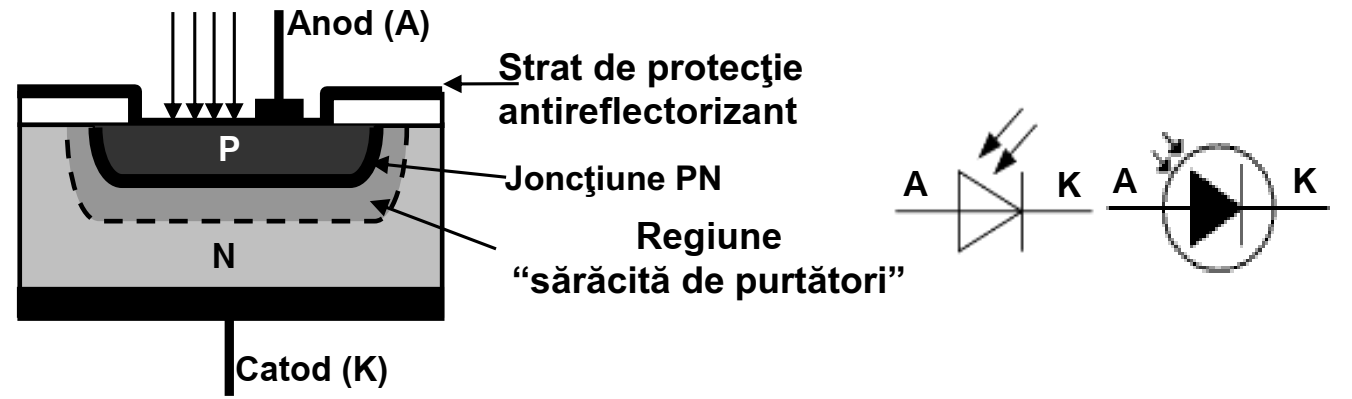 Anod (A)
Strat de protecţie
antireflectorizant
P
Joncţiune PN
Regiune
“sărăcită de purtători”
N
Catod (K)
A K
A K